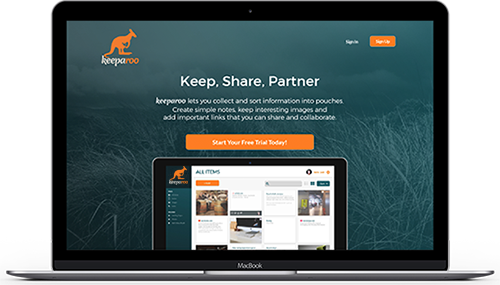 keeparoo
Sign In
Sign Up
Keep, Share, Partner
keeparoo lets you collect and sort information into pouches.
Create simple notes, keep interesting images and
add important links that you can share and collaborate.
Start Your Free Trial Today!
keeparoo
ALL ITEMS
MacBook